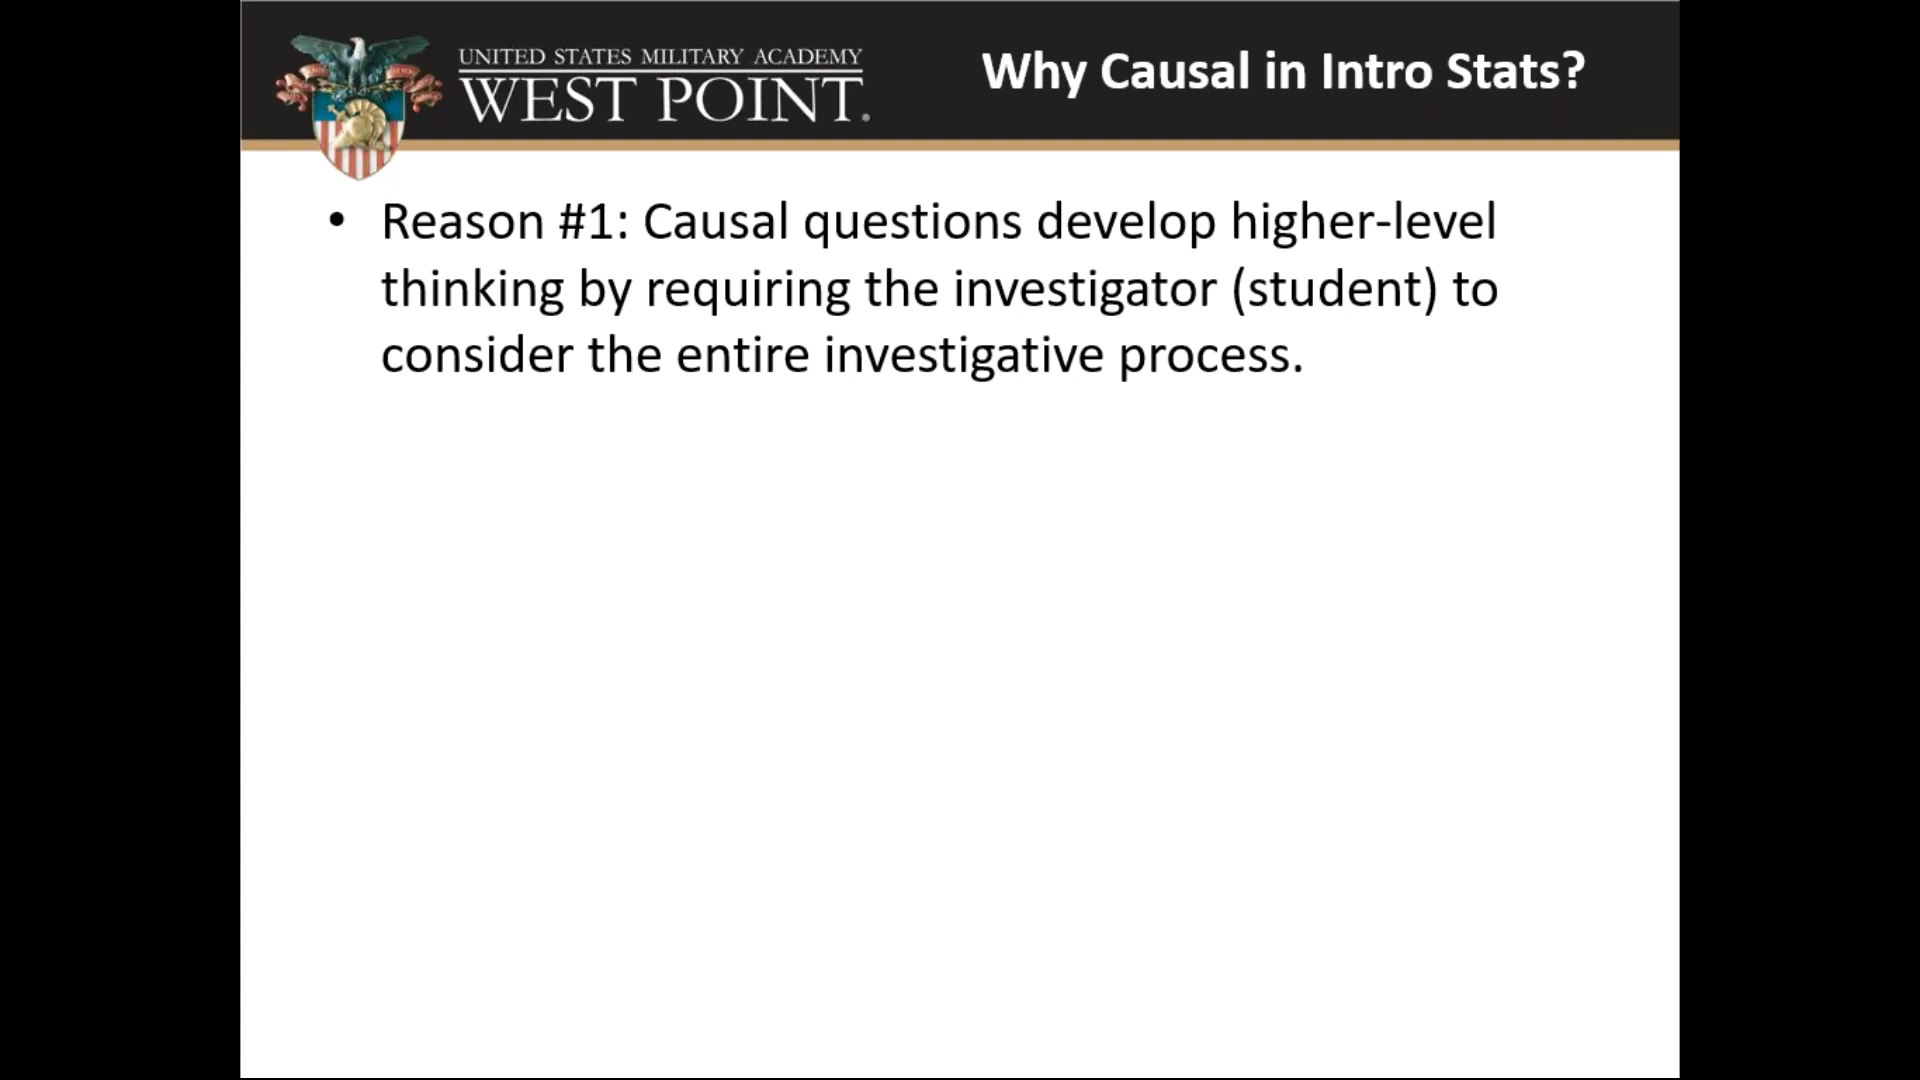 UNITED STATES MILITARY ACADEMY
WEST POINT.
Why Causal in Intro Stats?
• Reason #1: Causal questions develop higher-level
thinking by requiring the investigator (student) to
consider the entire investigative process.